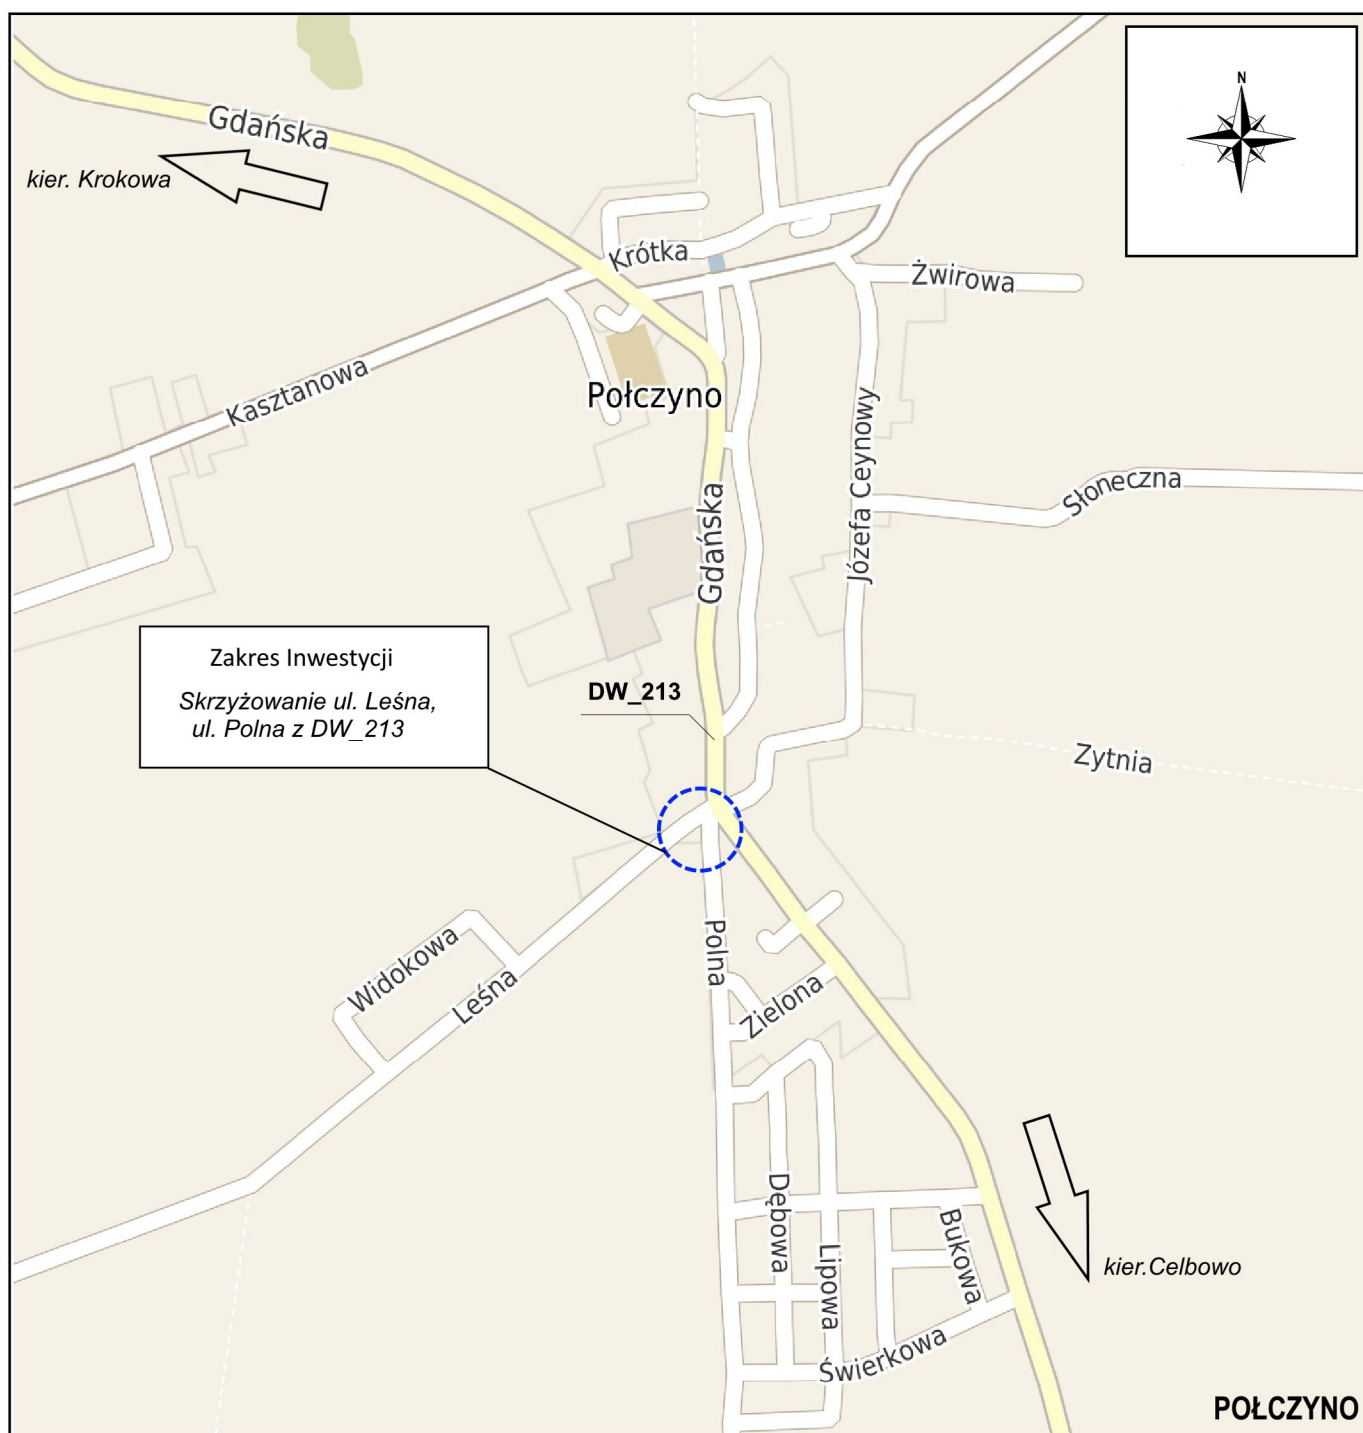 N
Gdańska
kier. Krokowa
Krótka
Żwirowa
Kasztanowa
Połczyno
Józefa Ceynowy
Słoneczna
Gdańska
Zakres Inwestycji
Skrzyżowanie ul. Leśna,
ul. Polna z DW_213
DW_213
Zytnia
Polna
Widokowa
Leśna
Zielona
Dębowa
Lipowa
Bukowa
kier.Celbowo
Świerkowa
POŁCZYNO